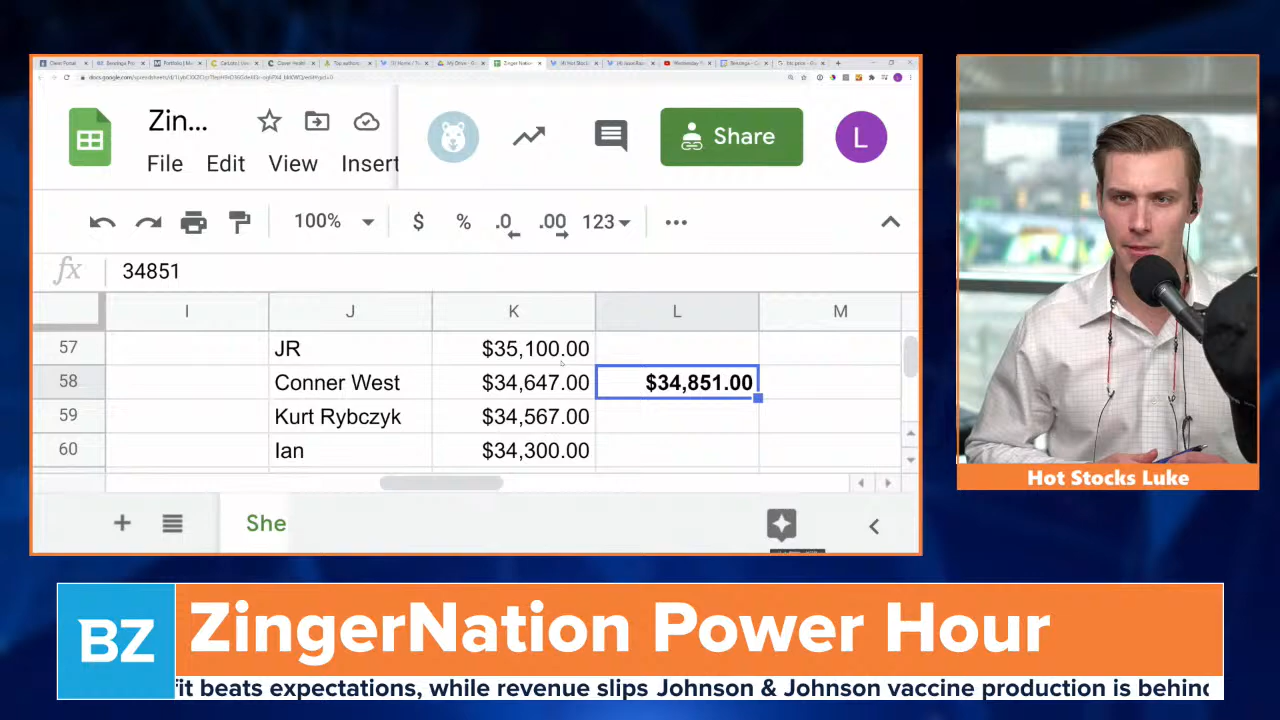 Zin...
File Edit View Insert
Share
L
100% $ % .0 .00 123
fx 34851
I J K L M
57 JR $35,100.00
58 Conner West $34,647.00 $34,851.00
59 Kurt Rybczyk $34,567.00
60 Ian $34,300.00
She
Hot Stocks Luke
BZ ZingerNation Power Hour
fit beats expectations, while revenue slips Johnson & Johnson vaccine production is behind